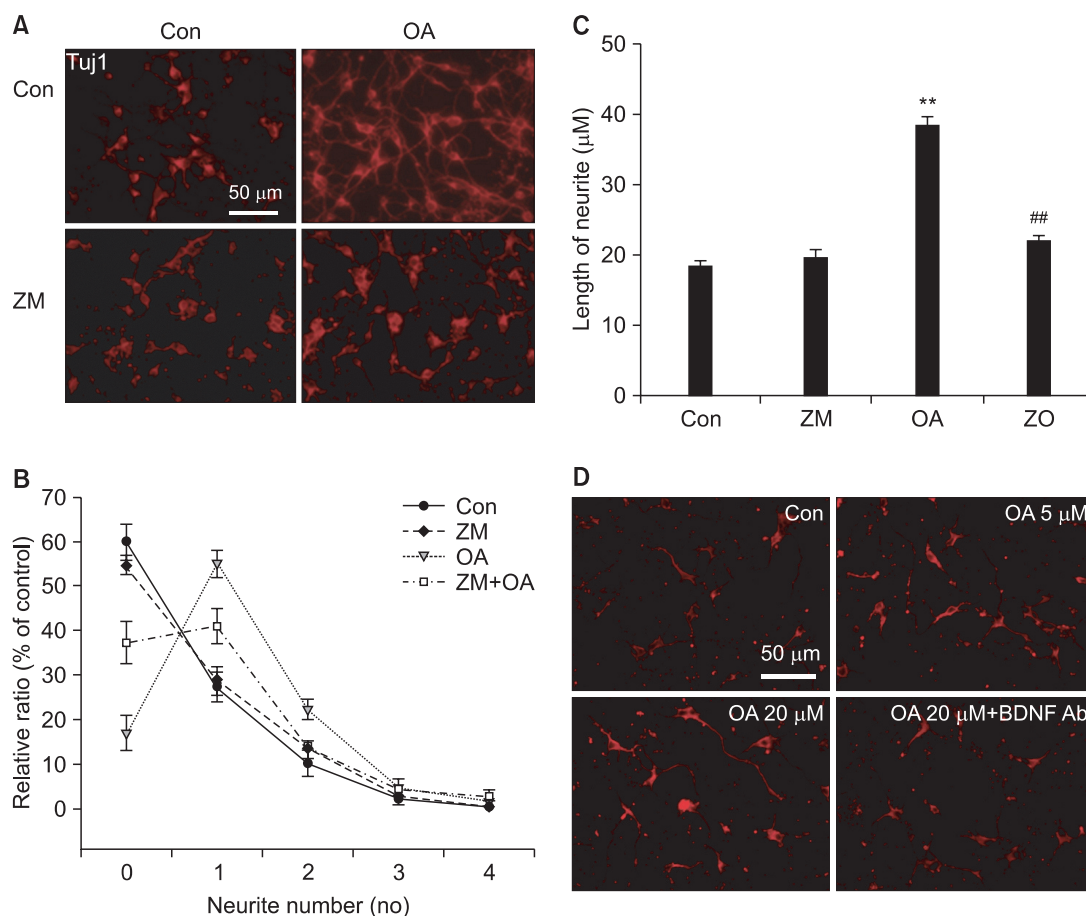 A
Con
OA
Con
Tuj1
50 μm
ZM
B
Relative ratio (% of control)
70
60
50
40
30
20
10
0
Con
ZM
OA
ZM+OA
0 1 2 3 4
Neurite number (no)
C
Length of neurite (μM)
50
40
30
20
10
0
**
##
Con ZM OA ZO
D
Con
50 μm
OA 5 μM
OA 20 μM
OA 20 μM+BDNF Ab